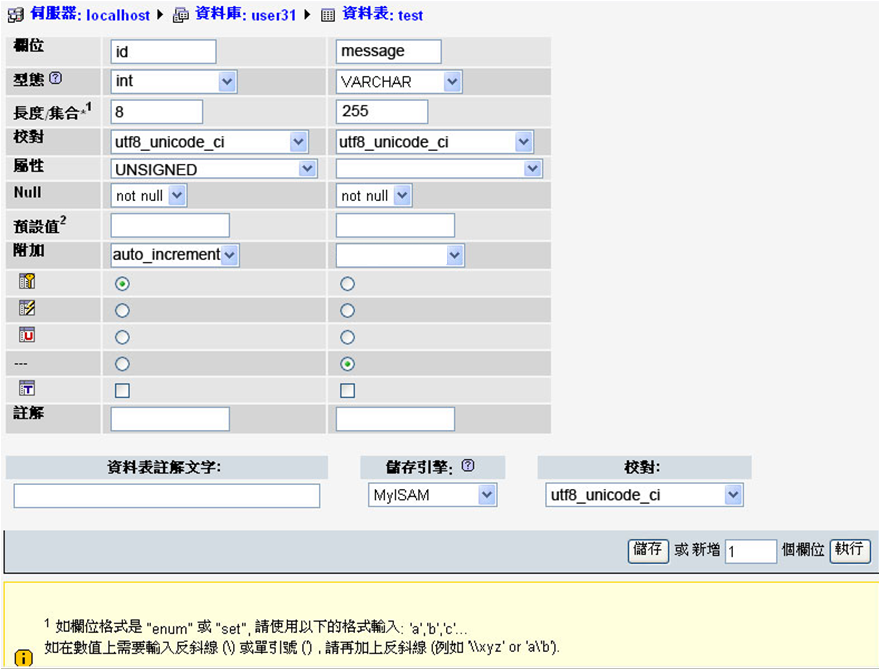 伺服器: localhost 資料庫: user31 資料表: test
欄位 id message
型態 int VARCHAR
長度/集合*1 8 255
校對 utf8_unicode_ci utf8_unicode_ci
屬性 UNSIGNED
Null not null not null
預設值2
附加 auto_increment
U
---
T
註解
資料表註解文字: 儲存引擎: 校對:
MyISAM utf8_unicode_ci
儲存 或 新增 1 個欄位 執行
1 如欄位格式是 "enum" 或 "set", 請使用以下的格式輸入: 'a','b','c'...
如在數值上需要輸入反斜線 (\) 或單引號 (') , 請再加上反斜線 (例如 '\\xyz' or 'a\'b').